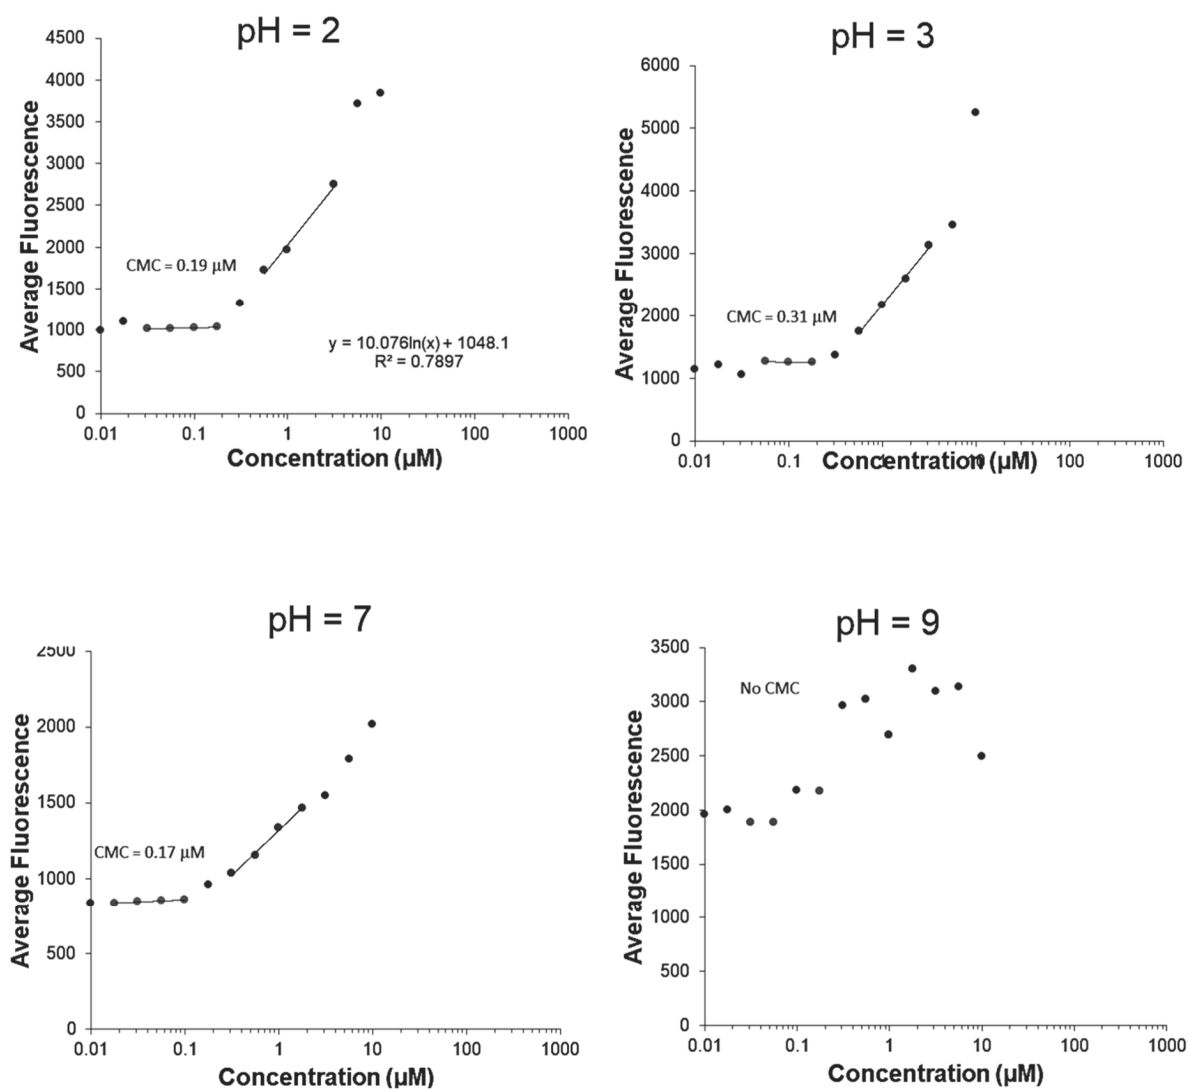 pH = 2
4500
4000
3500
3000
2500
2000
1500
1000
500
0
Average Fluorescence
CMC = 0.19 µM
y = 10.076ln(x) + 1048.1
R² = 0.7897
0.01 0.1 1 10 100 1000
Concentration (µM)
pH = 3
6000
5000
4000
3000
2000
1000
0
Average Fluorescence
CMC = 0.31 µM
0.01 0.1 1 10 100 1000
Concentration (µM)
pH = 7
2500
2000
1500
1000
500
0
Average Fluorescence
CMC = 0.17 µM
0.01 0.1 1 10 100 1000
Concentration (µM)
pH = 9
3500
3000
2500
2000
1500
1000
500
0
Average Fluorescence
No CMC
0.01 0.1 1 10 100 1000
Concentration (µM)